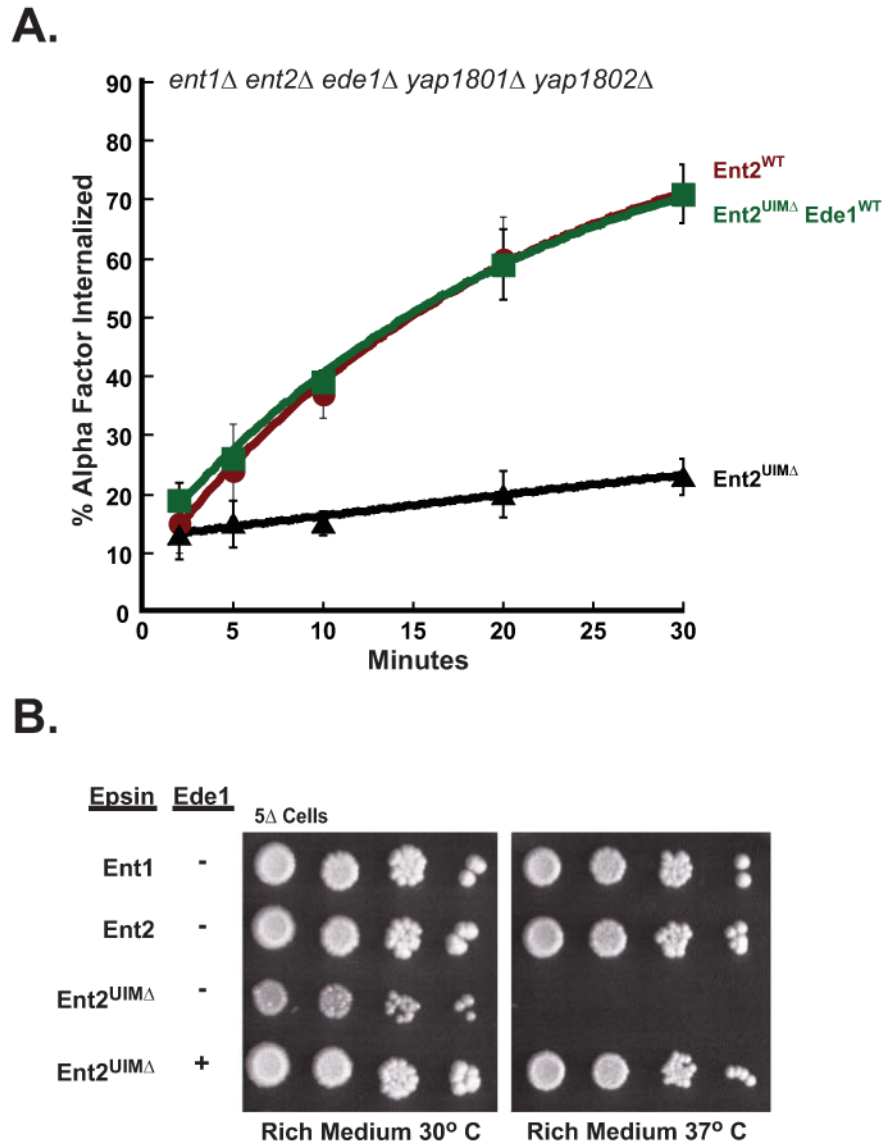 A.
ent1Δ ent2Δ ede1Δ yap1801Δ yap1802Δ
% Alpha Factor Internalized
90
80
70
60
50
40
30
20
10
0
0 5 10 15 20 25 30
Minutes
Ent2WT
Ent2UIMΔ Ede1WT
Ent2UIMΔ
B.
Epsin Ede1
5Δ Cells
Ent1 -
Ent2 -
Ent2UIMΔ -
Ent2UIMΔ +
Rich Medium 30º C Rich Medium 37º C